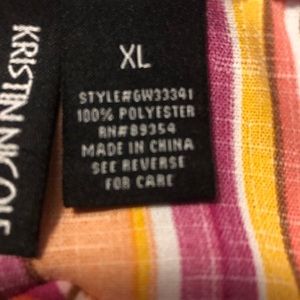 KRISTIN NICOLE
XL
STYLE#GW33341
100% POLYESTER
RN#89354
MADE IN CHINA
SEE REVERSE
FOR CARE